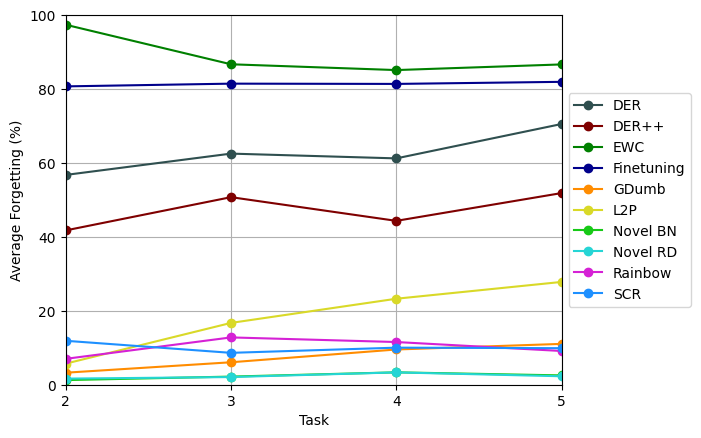 100
80
60
40
20
0
Average Forgetting (%)
2 3 4 5
Task
DER
DER++
EWC
Finetuning
GDumb
L2P
Novel BN
Novel RD
Rainbow
SCR